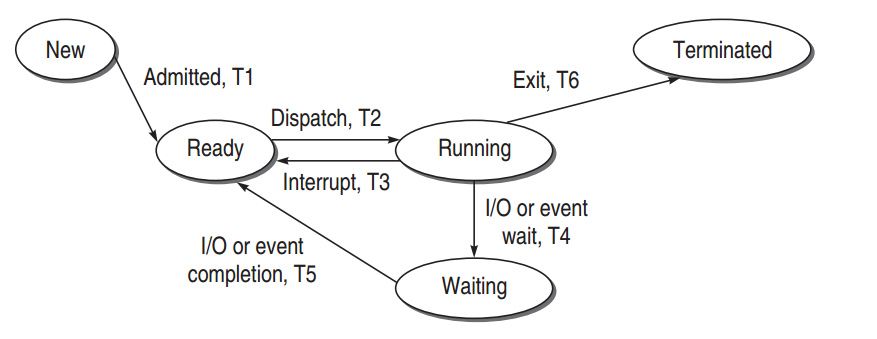 New
Terminated
Admitted, T1
Exit, T6
Dispatch, T2
Ready
Running
Interrupt, T3
I/O or event
wait, T4
I/O or event
completion, T5
Waiting